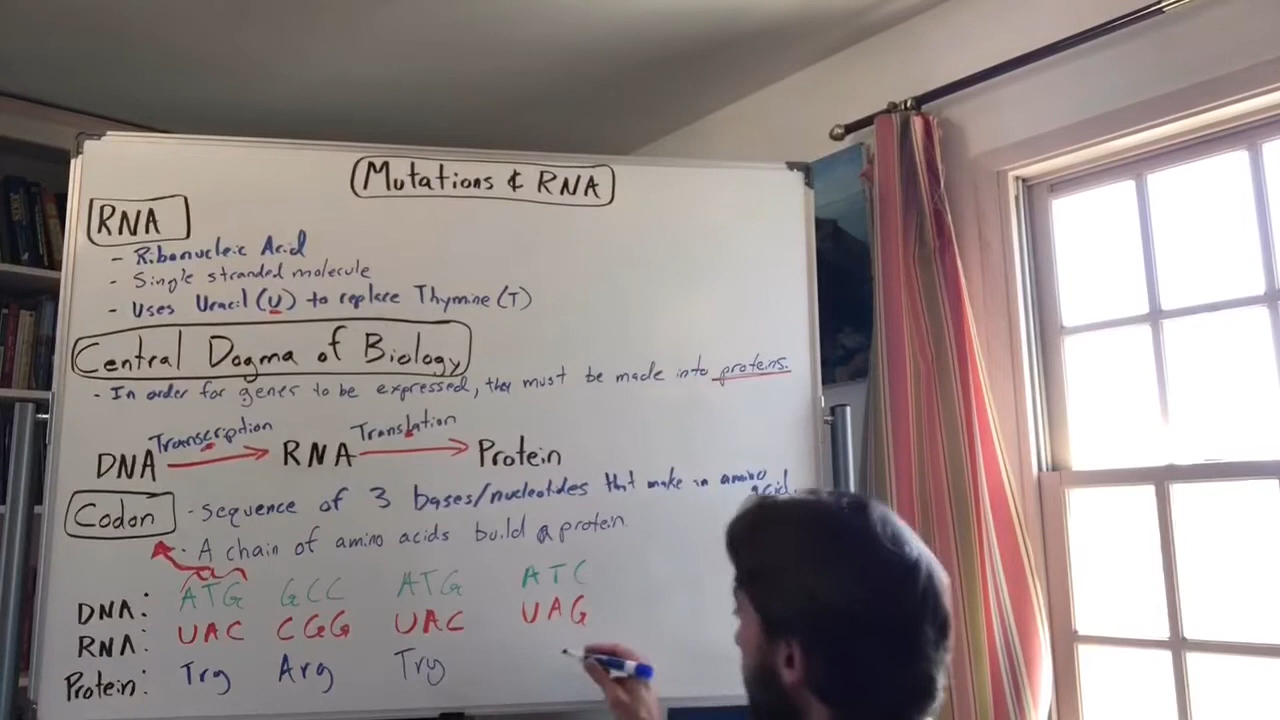 Mutations & RNA
RNA
- Ribonucleic Acid
- Single stranded molecule
- Uses Uracil (U) to replace Thymine (T)
Central Dogma of Biology
- In order for genes to be expressed, they must be made into proteins.
Transcription Translation
DNA → RNA → Protein
Codon - sequence of 3 bases/nucleotides that make an amino acid.
- A chain of amino acids build a protein
DNA: ATG GCC ATG ATC
RNA: UAC CGG UAC UAG
Protein: Try Arg Try